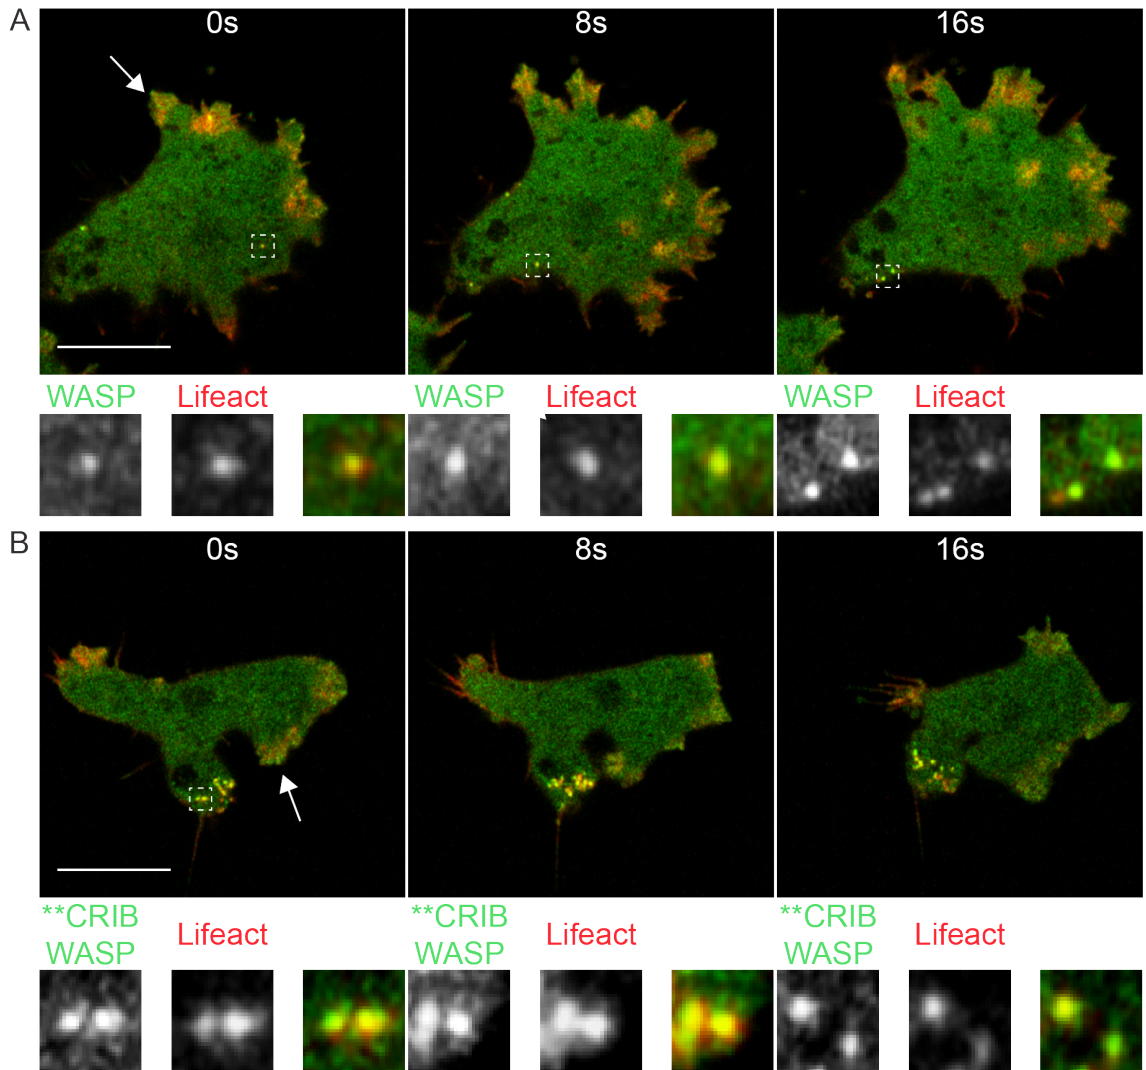 A
0s 8s 16s
WASP Lifeact WASP Lifeact WASP Lifeact
B
0s 8s 16s
**CRIB **CRIB **CRIB
Lifeact Lifeact Lifeact
WASP WASP WASP